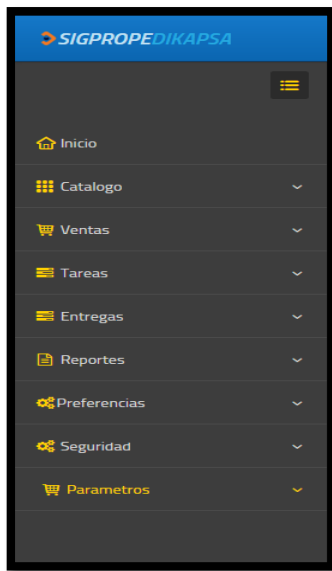 SIGPROPEDIKAPSA
Inicio
Catalogo
Ventas
Tareas
Entregas
Reportes
Preferencias
Seguridad
Parametros